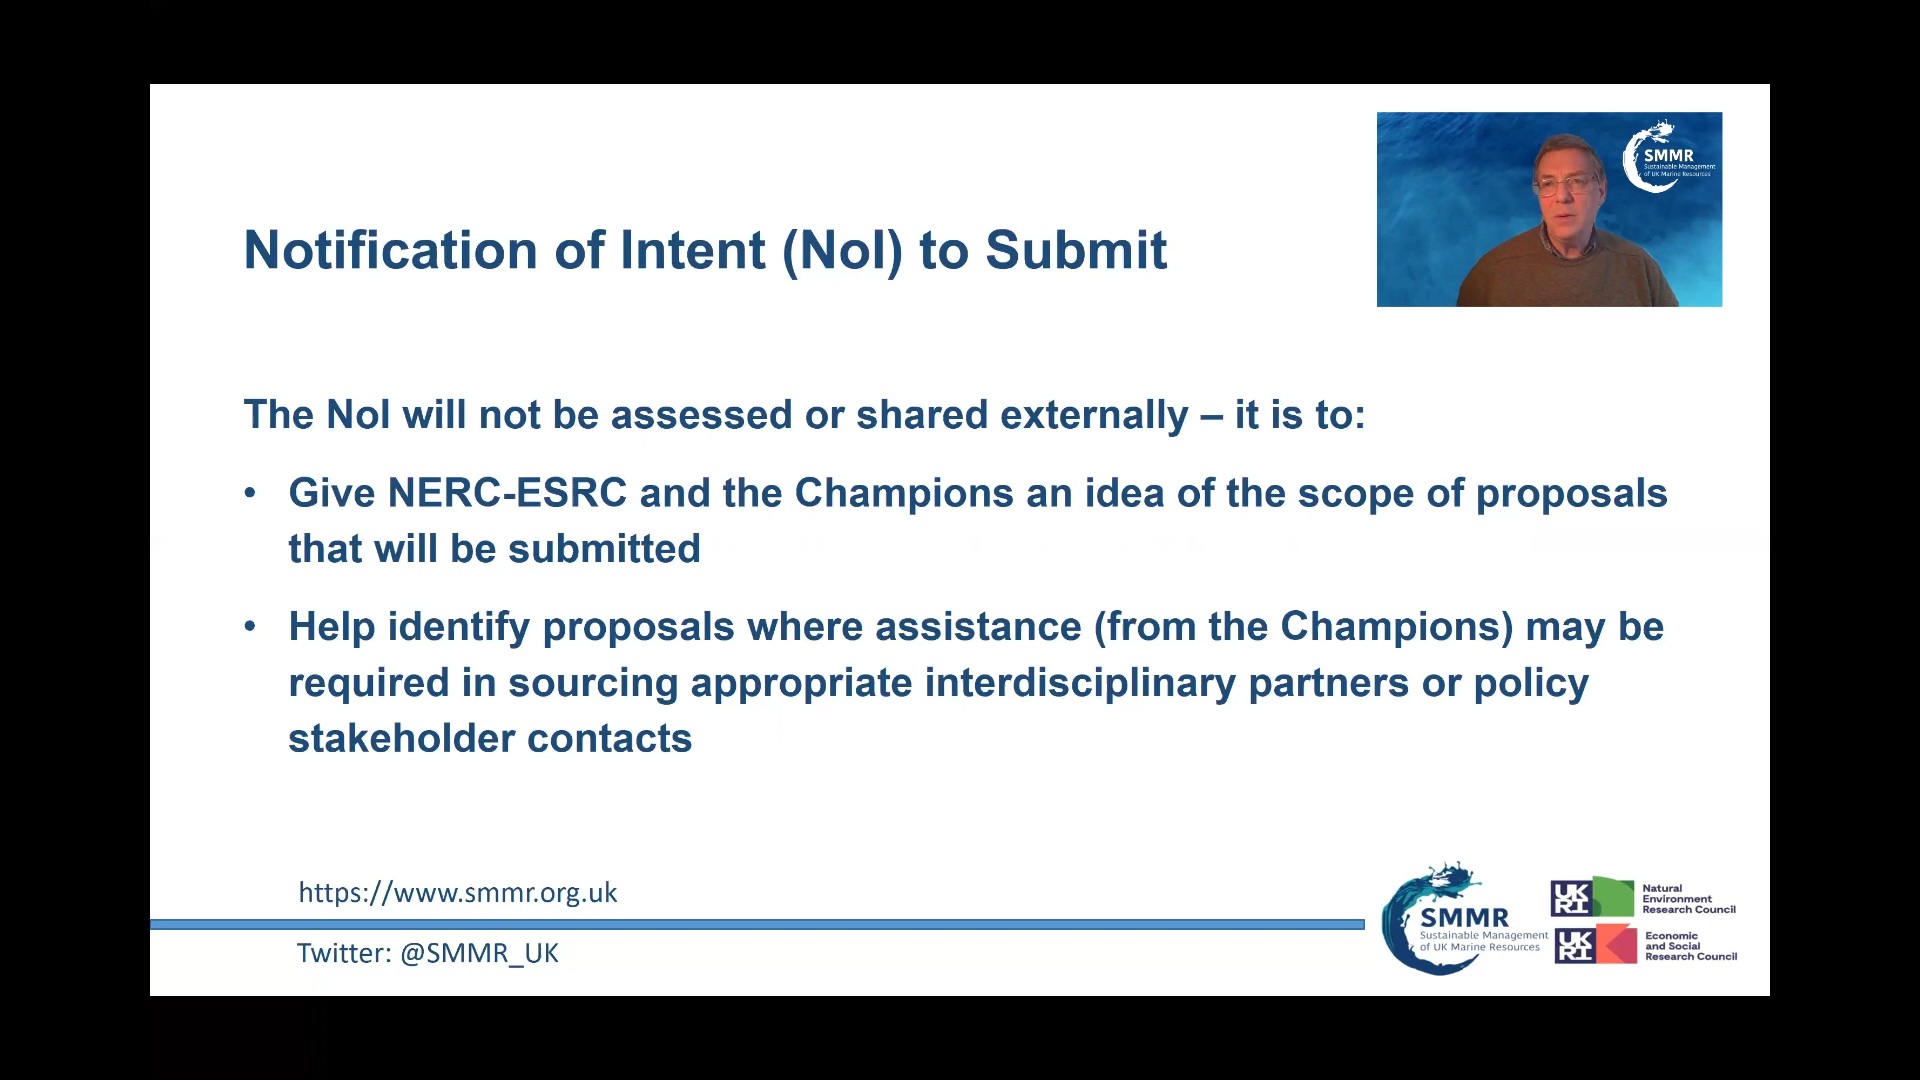 SMMR
Sustainable Management
of UK Marine Resources
Notification of Intent (NoI) to Submit
The NoI will not be assessed or shared externally – it is to:
• Give NERC-ESRC and the Champions an idea of the scope of proposals
that will be submitted
• Help identify proposals where assistance (from the Champions) may be
required in sourcing appropriate interdisciplinary partners or policy
stakeholder contacts
https://www.smmr.org.uk
Twitter: @SMMR_UK
SMMR
Sustainable Management
of UK Marine Resources
UK
RI
Natural
Environment
Research Council
UK
RI
Economic
and Social
Research Council